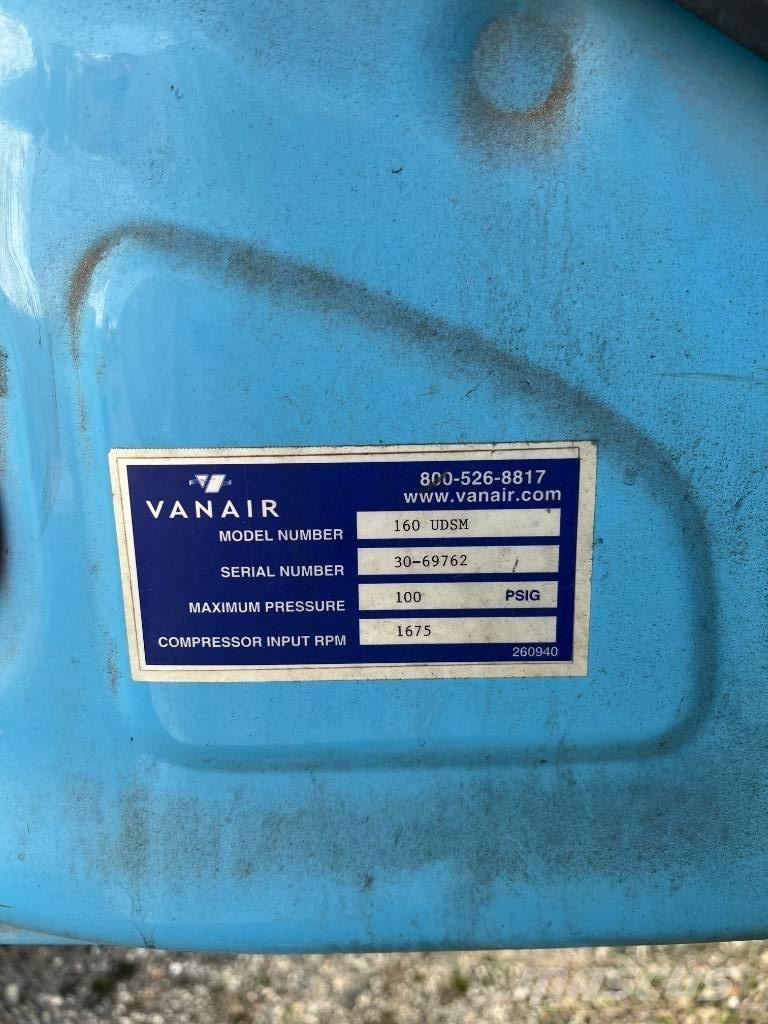 800-526-8817
www.vanair.com
VANAIR
MODEL NUMBER 160 UDSM
SERIAL NUMBER 30-69762
MAXIMUM PRESSURE 100 PSIG
COMPRESSOR INPUT RPM 1675
260940
MASCUS